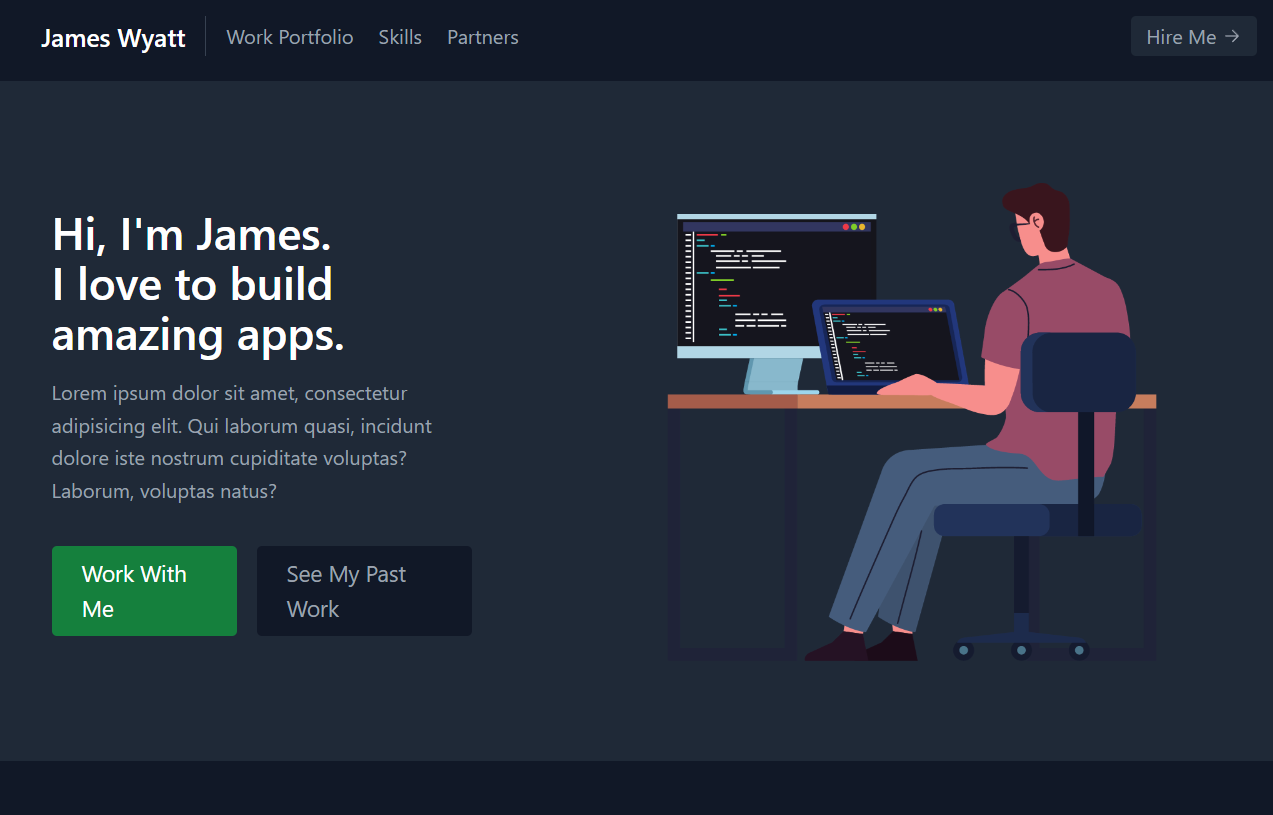 James Wyatt
Work Portfolio
Skills
Partners
Hire Me →
Hi, I'm James.
I love to build
amazing apps.
Lorem ipsum dolor sit amet, consectetur
adipisicing elit. Qui laborum quasi, incidunt
dolore iste nostrum cupiditate voluptas?
Laborum, voluptas natus?
Work With
Me
See My Past
Work